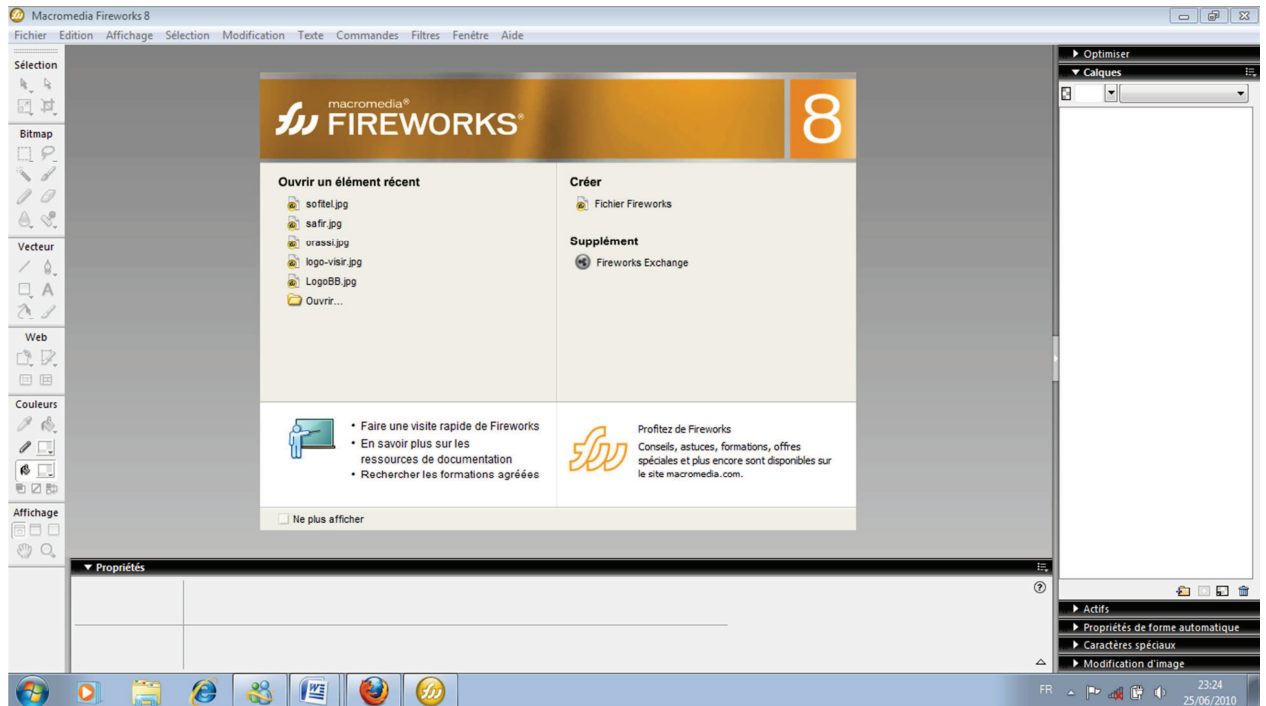 Macromedia Fireworks 8
Fichier Edition Affichage Sélection Modification Texte Commandes Filtres Fenêtre Aide
Sélection
Bitmap
Vecteur
Web
Couleurs
Affichage
macromedia®
FIREWORKS®
8
Ouvrir un élément récent
sofitel.jpg
safir.jpg
orassi.jpg
logo-visir.jpg
LogoBB.jpg
Ouvrir...
Créer
Fichier Fireworks
Supplément
Fireworks Exchange
• Faire une visite rapide de Fireworks
• En savoir plus sur les
ressources de documentation
• Rechercher les formations agréées
Profitez de Fireworks
Conseils, astuces, formations, offres
spéciales et plus encore sont disponibles sur
le site macromedia.com.
Ne plus afficher
Propriétés
Optimiser
Calques
Actifs
Propriétés de forme automatique
Caractères spéciaux
Modification d'image
FR
23:24
25/06/2010